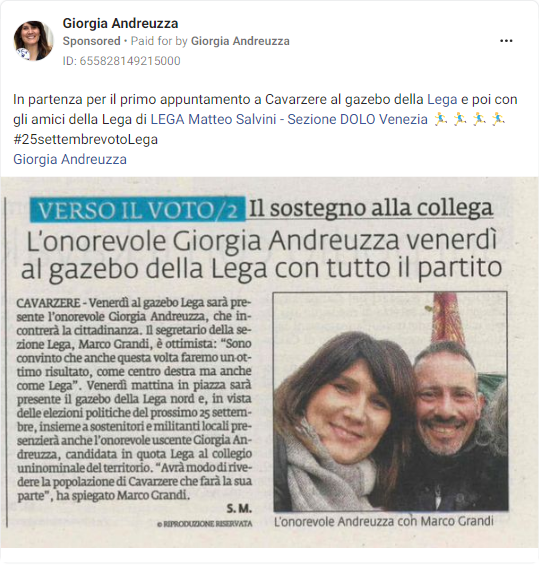 Giorgia Andreuzza
Sponsored • Paid for by Giorgia Andreuzza
ID: 655828149215000
In partenza per il primo appuntamento a Cavarzere al gazebo della Lega e poi con
gli amici della Lega di LEGA Matteo Salvini - Sezione DOLO Venezia 🏃‍♂️🏃‍♂️🏃‍♂️🏃‍♂️
#25settembrevotoLega
Giorgia Andreuzza
VERSO IL VOTO/2 Il sostegno alla collega
L'onorevole Giorgia Andreuzza venerdì
al gazebo della Lega con tutto il partito
CAVARZERE - Venerdì al gazebo Lega sarà pre-
sente l'onorevole Giorgia Andreuzza, che in-
contrerà la cittadinanza. Il segretario della se-
zione Lega, Marco Grandi, è ottimista: "Sono
convinto che anche questa volta faremo un ot-
timo risultato, come centro destra ma anche
come Lega". Venerdì mattina in piazza sarà
presente il gazebo della Lega nord e, in vista
delle elezioni politiche del prossimo 25 settem-
bre, insieme a sostenitori e militanti locali pre-
senzierà anche l'onorevole uscente Giorgia An-
dreuzza, candidata in quota Lega al collegio
uninominale del territorio. "Avrà modo di rive-
dere la popolazione di Cavarzere che farà la sua
parte", ha spiegato Marco Grandi.
S. M.
© RIPRODUZIONE RISERVATA
L'onorevole Andreuzza con Marco Grandi